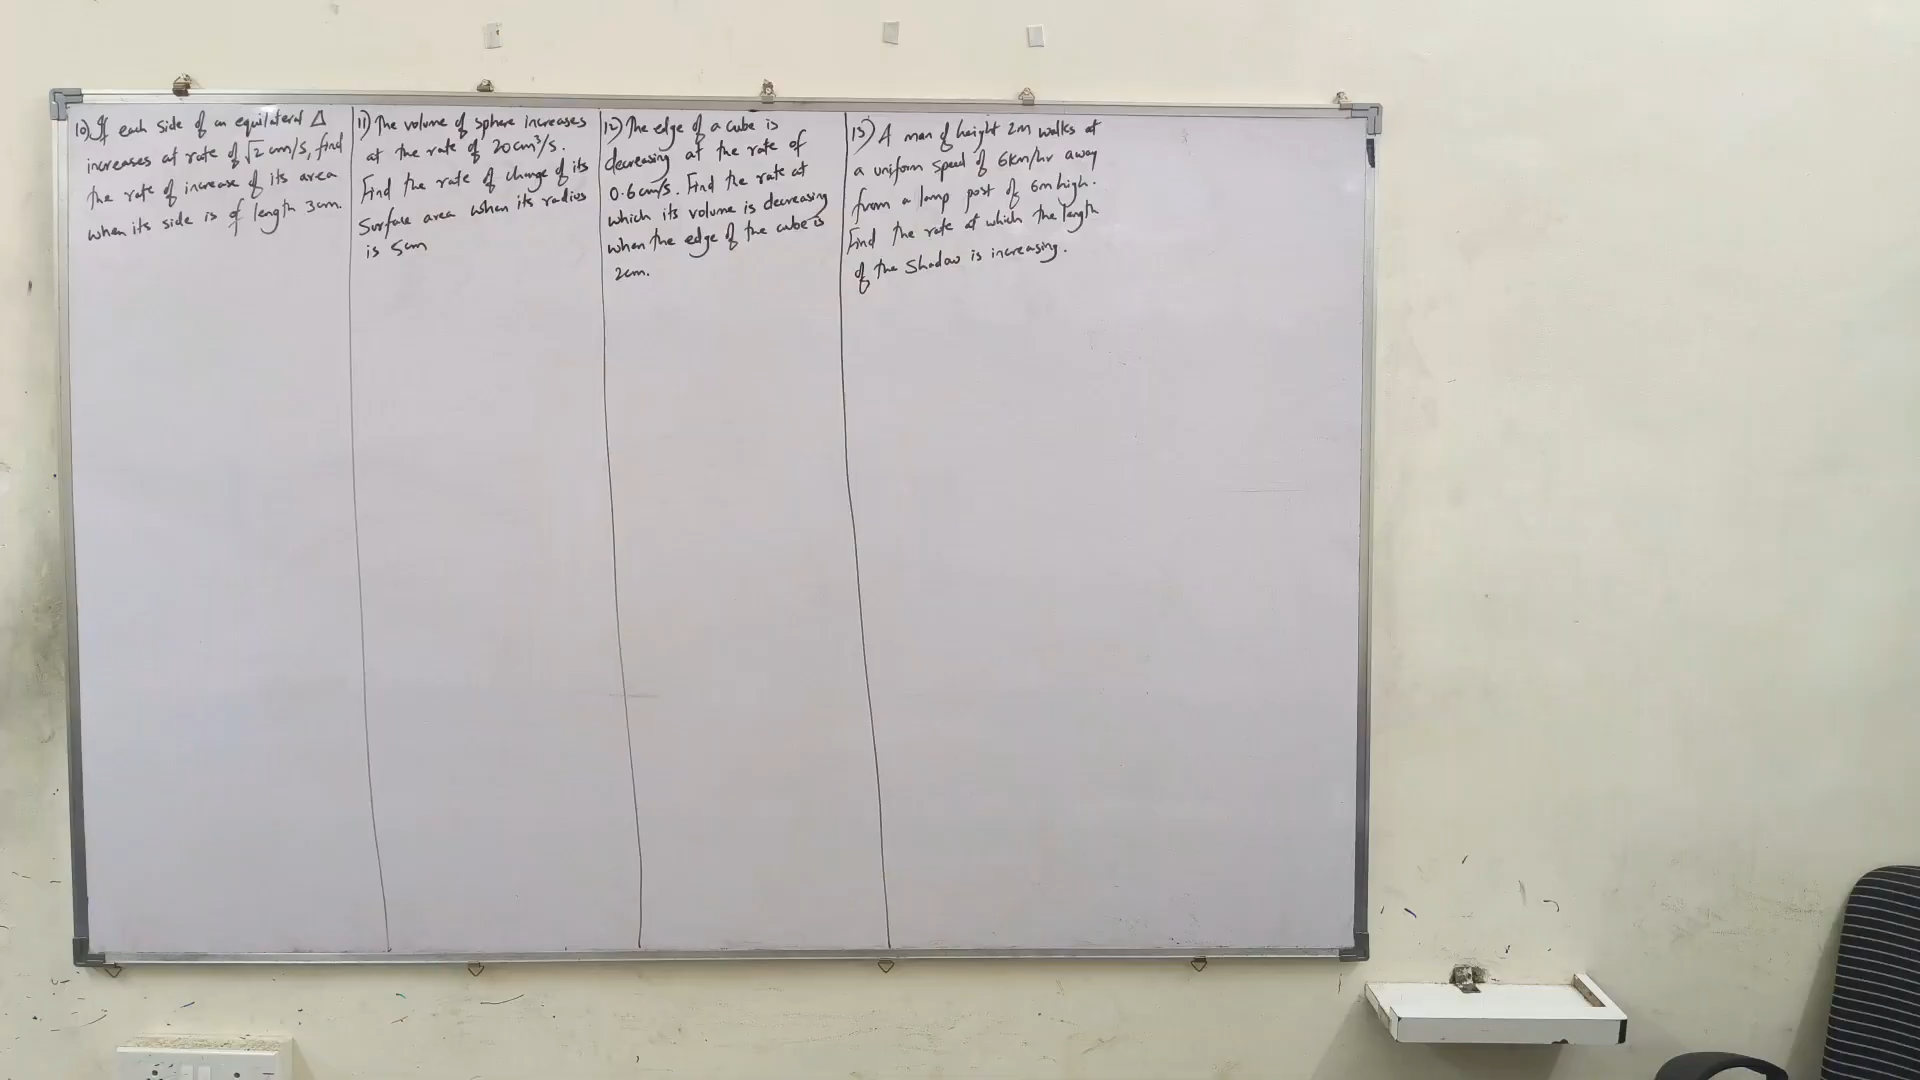 10) If each side of an equilateral Δ
increases at rate of √2 cm/s, find
the rate of increase of its area
when its side is of length 3cm.
11) The volume of sphere increases
at the rate of 20cm³/s.
Find the rate of change of its
Surface area when its radius
is 5cm
12) The edge of a cube is
decreasing at the rate of
0.6cm/s. Find the rate at
which its volume is decreasing
when the edge of the cube is
2cm.
13) A man of height 2m walks at
a uniform speed of 6km/hr away
from a lamp post of 6m high.
Find the rate at which the length
of the shadow is increasing.